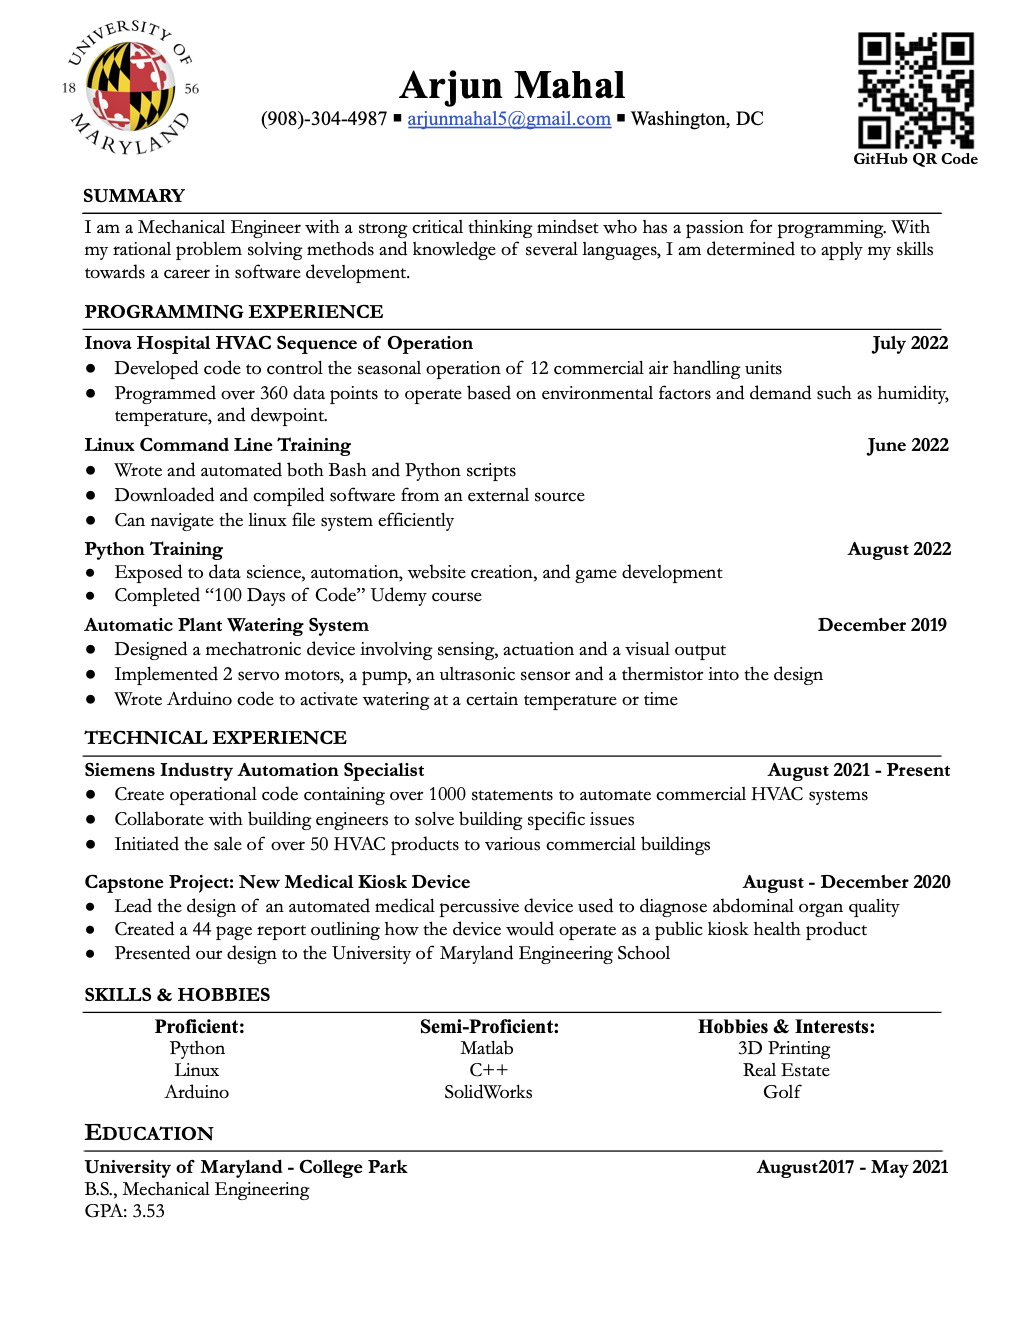 UNIVERSITY OF
18 56
MARYLAND
Arjun Mahal
(908)-304-4987 ▪ arjunmahal5@gmail.com ▪ Washington, DC
GitHub QR Code
SUMMARY
I am a Mechanical Engineer with a strong critical thinking mindset who has a passion for programming. With
my rational problem solving methods and knowledge of several languages, I am determined to apply my skills
towards a career in software development.
PROGRAMMING EXPERIENCE
Inova Hospital HVAC Sequence of Operation July 2022
● Developed code to control the seasonal operation of 12 commercial air handling units
● Programmed over 360 data points to operate based on environmental factors and demand such as humidity,
temperature, and dewpoint.
Linux Command Line Training June 2022
● Wrote and automated both Bash and Python scripts
● Downloaded and compiled software from an external source
● Can navigate the linux file system efficiently
Python Training August 2022
● Exposed to data science, automation, website creation, and game development
● Completed “100 Days of Code” Udemy course
Automatic Plant Watering System December 2019
● Designed a mechatronic device involving sensing, actuation and a visual output
● Implemented 2 servo motors, a pump, an ultrasonic sensor and a thermistor into the design
● Wrote Arduino code to activate watering at a certain temperature or time
TECHNICAL EXPERIENCE
Siemens Industry Automation Specialist August 2021 - Present
● Create operational code containing over 1000 statements to automate commercial HVAC systems
● Collaborate with building engineers to solve building specific issues
● Initiated the sale of over 50 HVAC products to various commercial buildings
Capstone Project: New Medical Kiosk Device August - December 2020
● Lead the design of an automated medical percussive device used to diagnose abdominal organ quality
● Created a 44 page report outlining how the device would operate as a public kiosk health product
● Presented our design to the University of Maryland Engineering School
SKILLS & HOBBIES
Proficient: Semi-Proficient: Hobbies & Interests:
Python Matlab 3D Printing
Linux C++ Real Estate
Arduino SolidWorks Golf
EDUCATION
University of Maryland - College Park August2017 - May 2021
B.S., Mechanical Engineering
GPA: 3.53